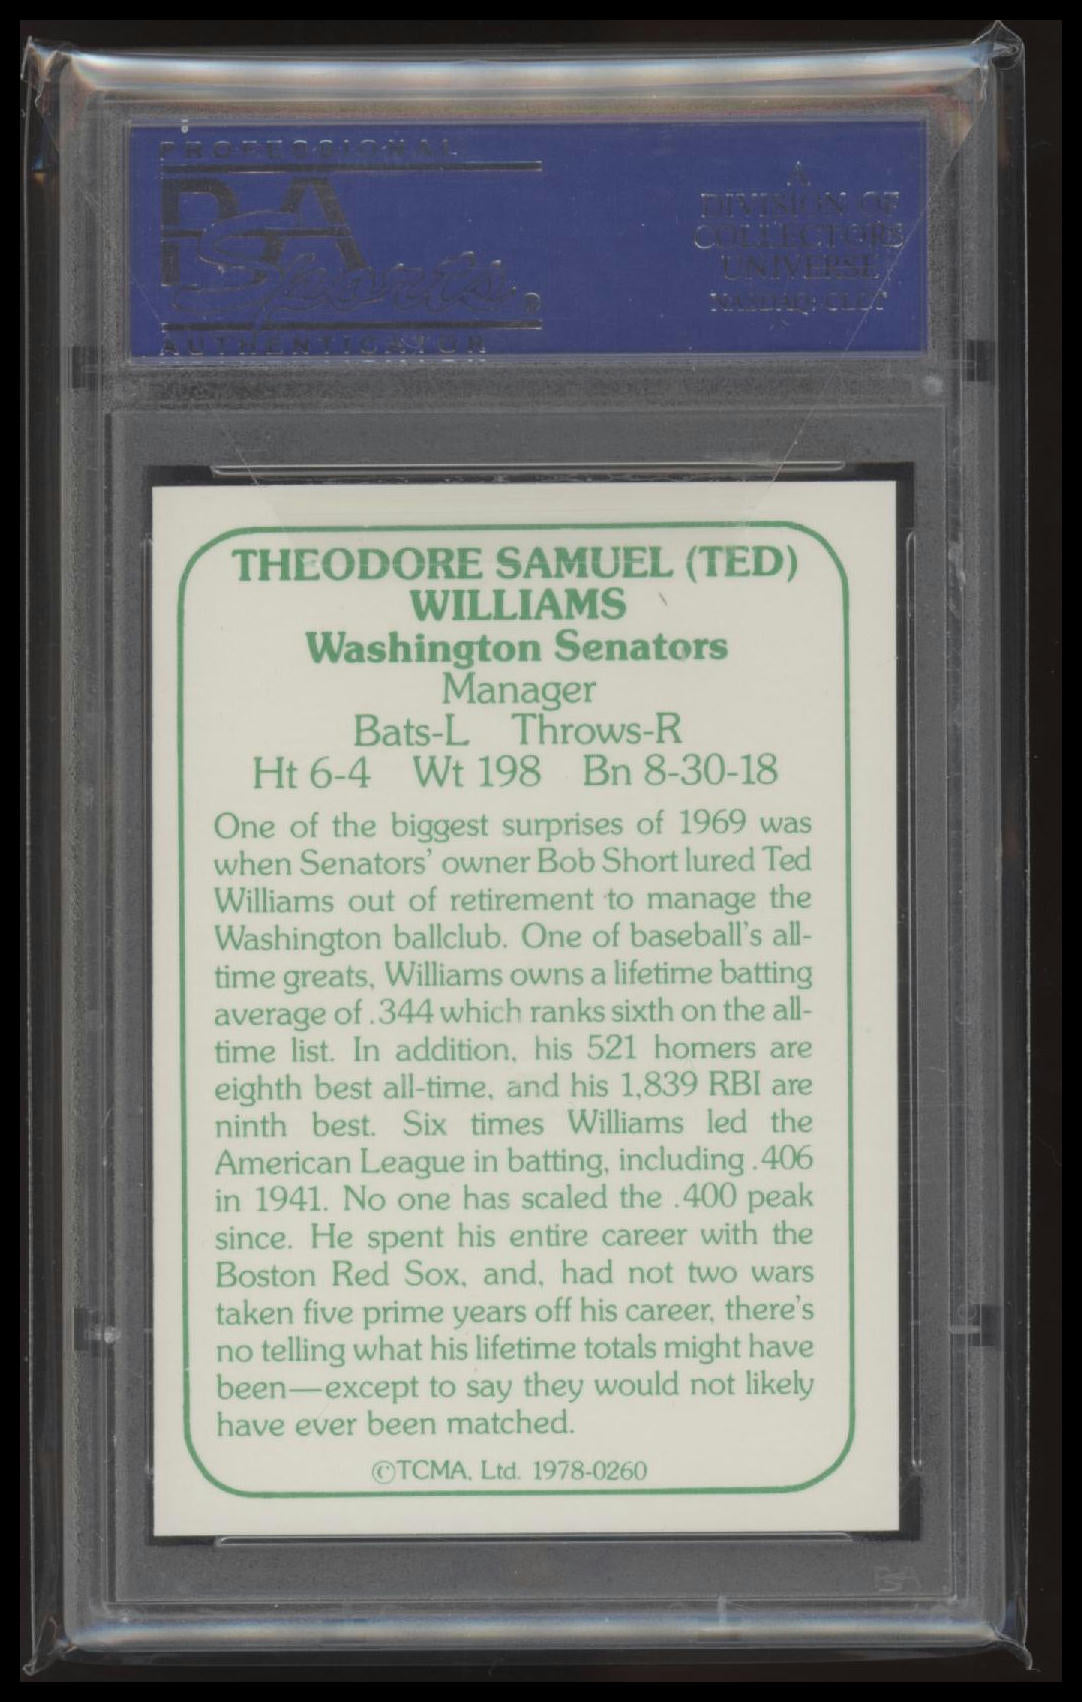 PROFESSIONAL
PSA
Sports®
AUTHENTICATOR
A
DIVISION OF
COLLECTORS
UNIVERSE
NASDAQ: CLCT
THEODORE SAMUEL (TED)
WILLIAMS
Washington Senators
Manager
Bats-L Throws-R
Ht 6-4 Wt 198 Bn 8-30-18
One of the biggest surprises of 1969 was
when Senators' owner Bob Short lured Ted
Williams out of retirement to manage the
Washington ballclub. One of baseball's all-
time greats, Williams owns a lifetime batting
average of .344 which ranks sixth on the all-
time list. In addition, his 521 homers are
eighth best all-time, and his 1,839 RBI are
ninth best. Six times Williams led the
American League in batting, including .406
in 1941. No one has scaled the .400 peak
since. He spent his entire career with the
Boston Red Sox, and, had not two wars
taken five prime years off his career, there's
no telling what his lifetime totals might have
been—except to say they would not likely
have ever been matched.
©TCMA, Ltd. 1978-0260
PSA